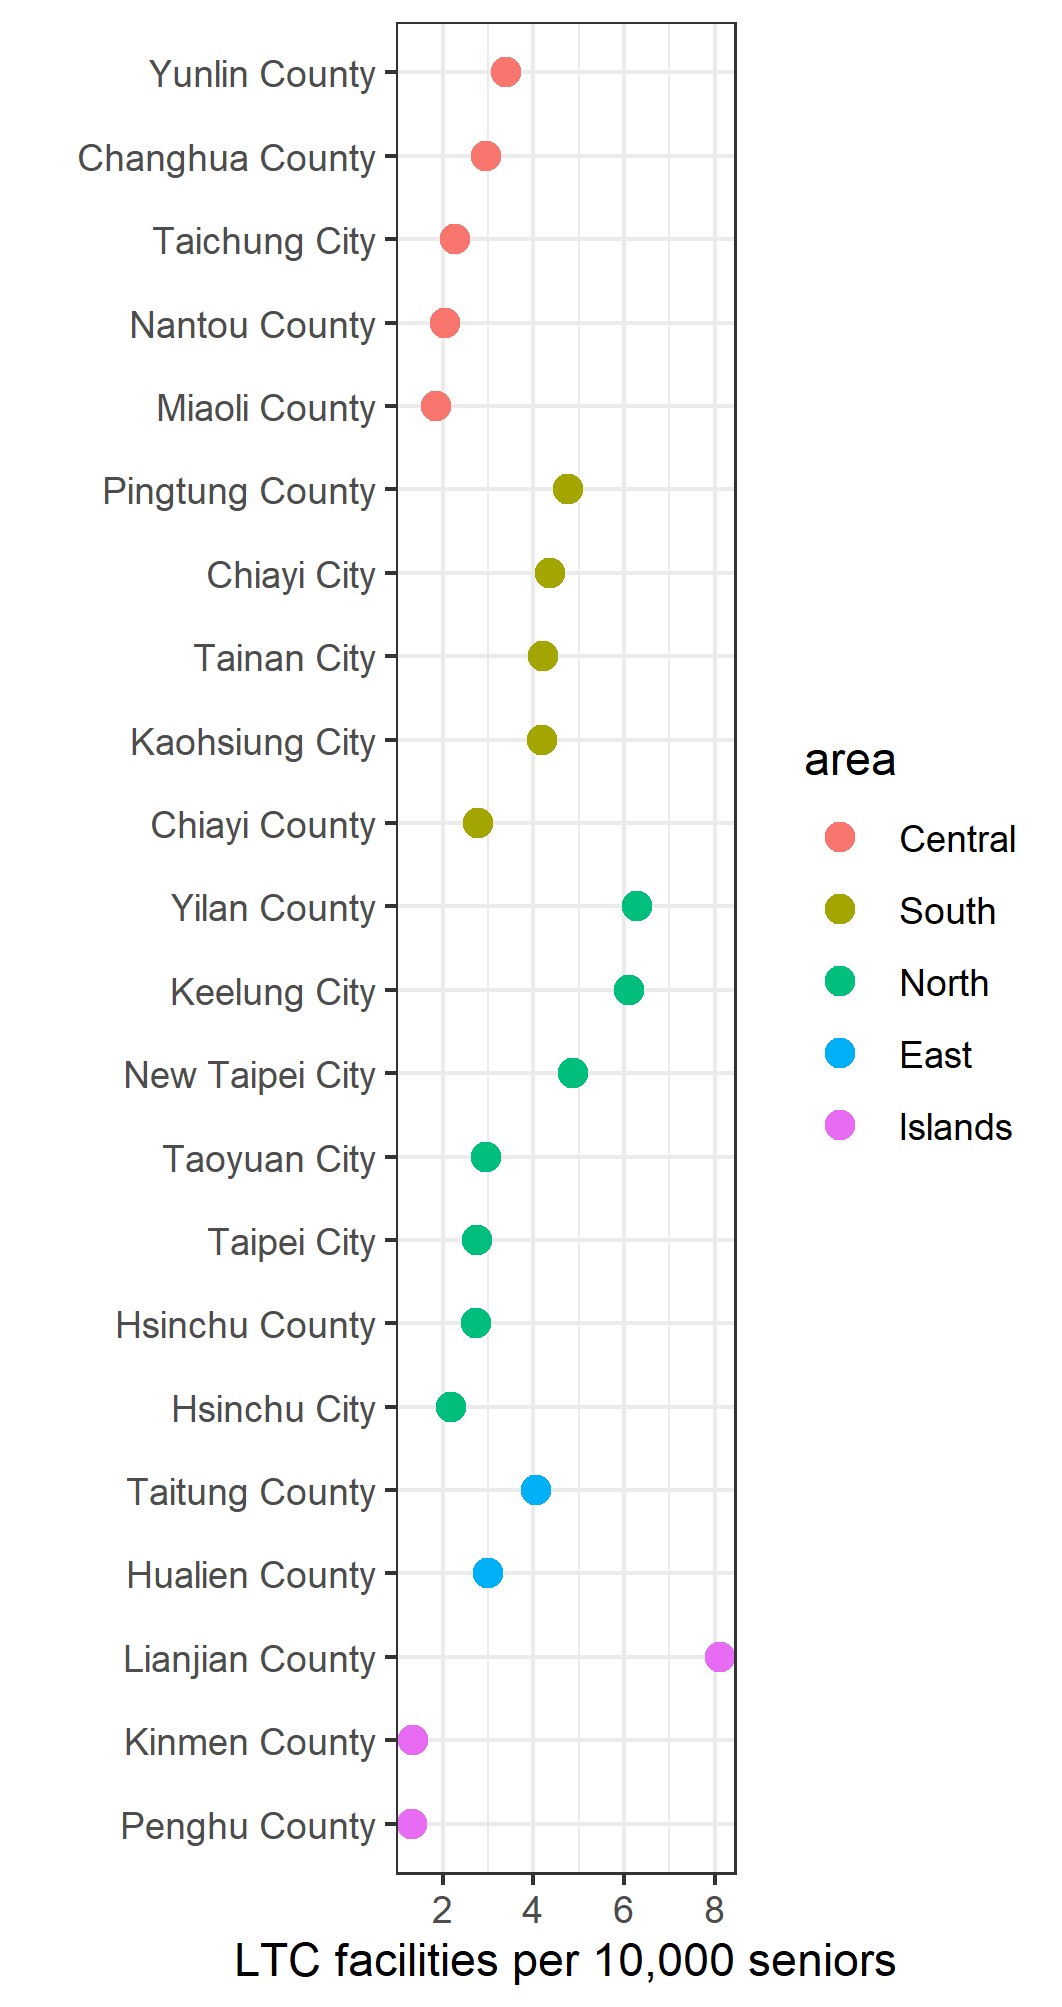 Yunlin County
Changhua County
Taichung City
Nantou County
Miaoli County
Pingtung County
Chiayi City
Tainan City
Kaohsiung City
Chiayi County
Yilan County
Keelung City
New Taipei City
Taoyuan City
Taipei City
Hsinchu County
Hsinchu City
Taitung County
Hualien County
Lianjian County
Kinmen County
Penghu County
2 4 6 8
LTC facilities per 10,000 seniors
area
Central
South
North
East
Islands